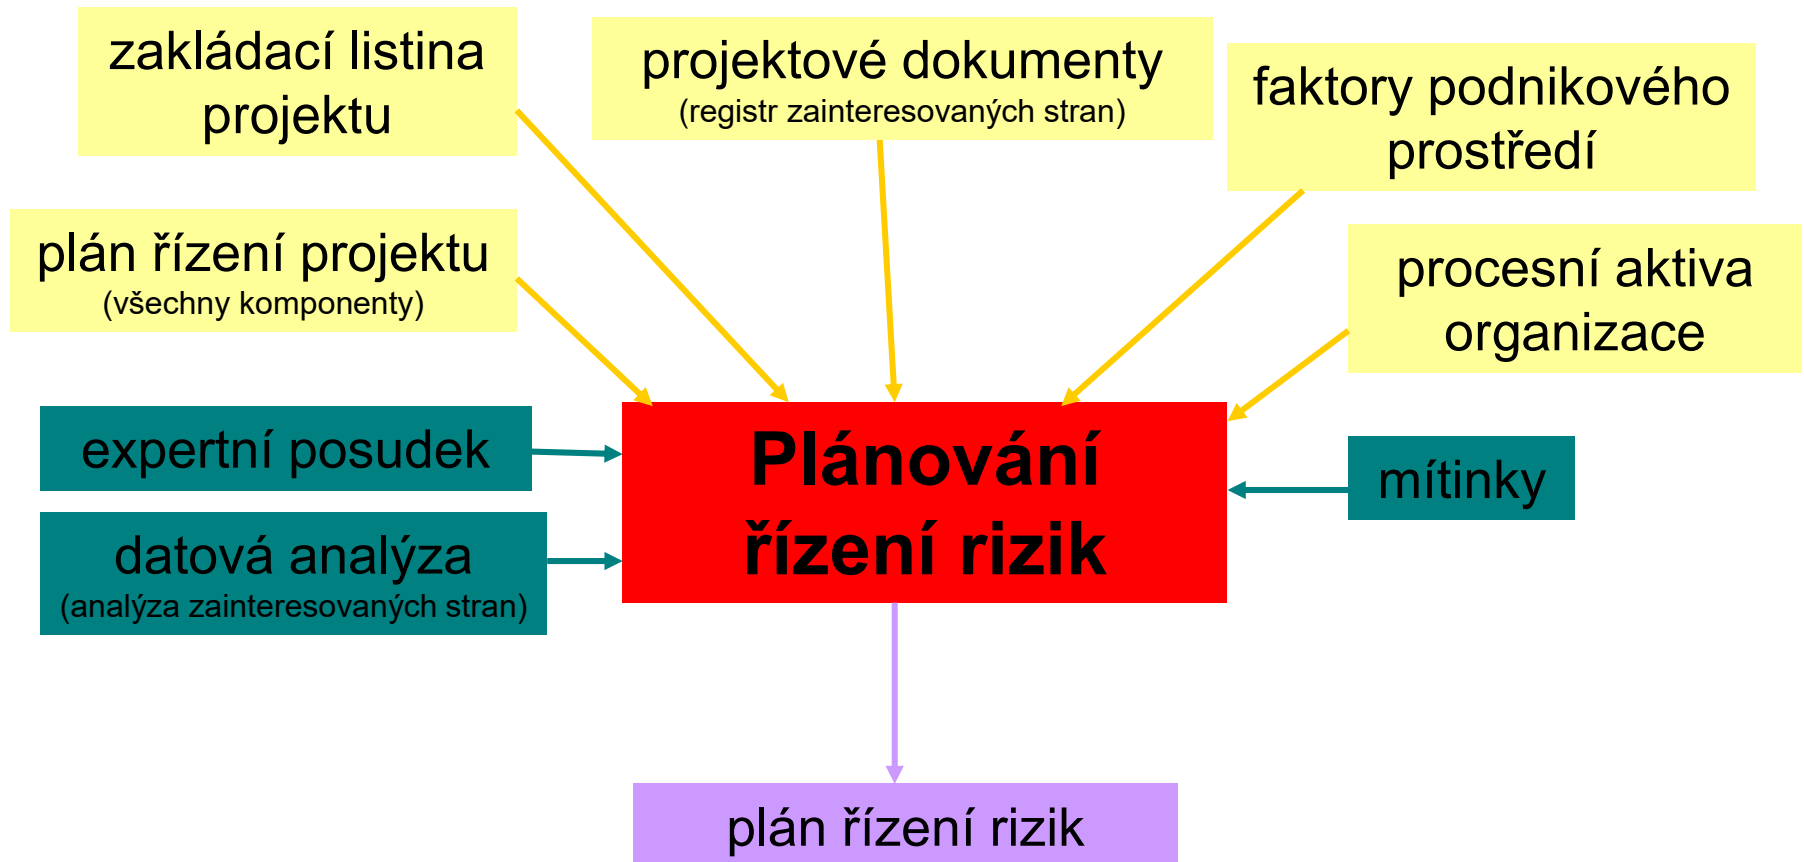 zakládací listina
projektu
projektové dokumenty
(registr zainteresovaných stran)
faktory podnikového
prostředí
plán řízení projektu
(všechny komponenty)
procesní aktiva
organizace
expertní posudek
Plánování
řízení rizik
mítinky
datová analýza
(analýza zainteresovaných stran)
plán řízení rizik